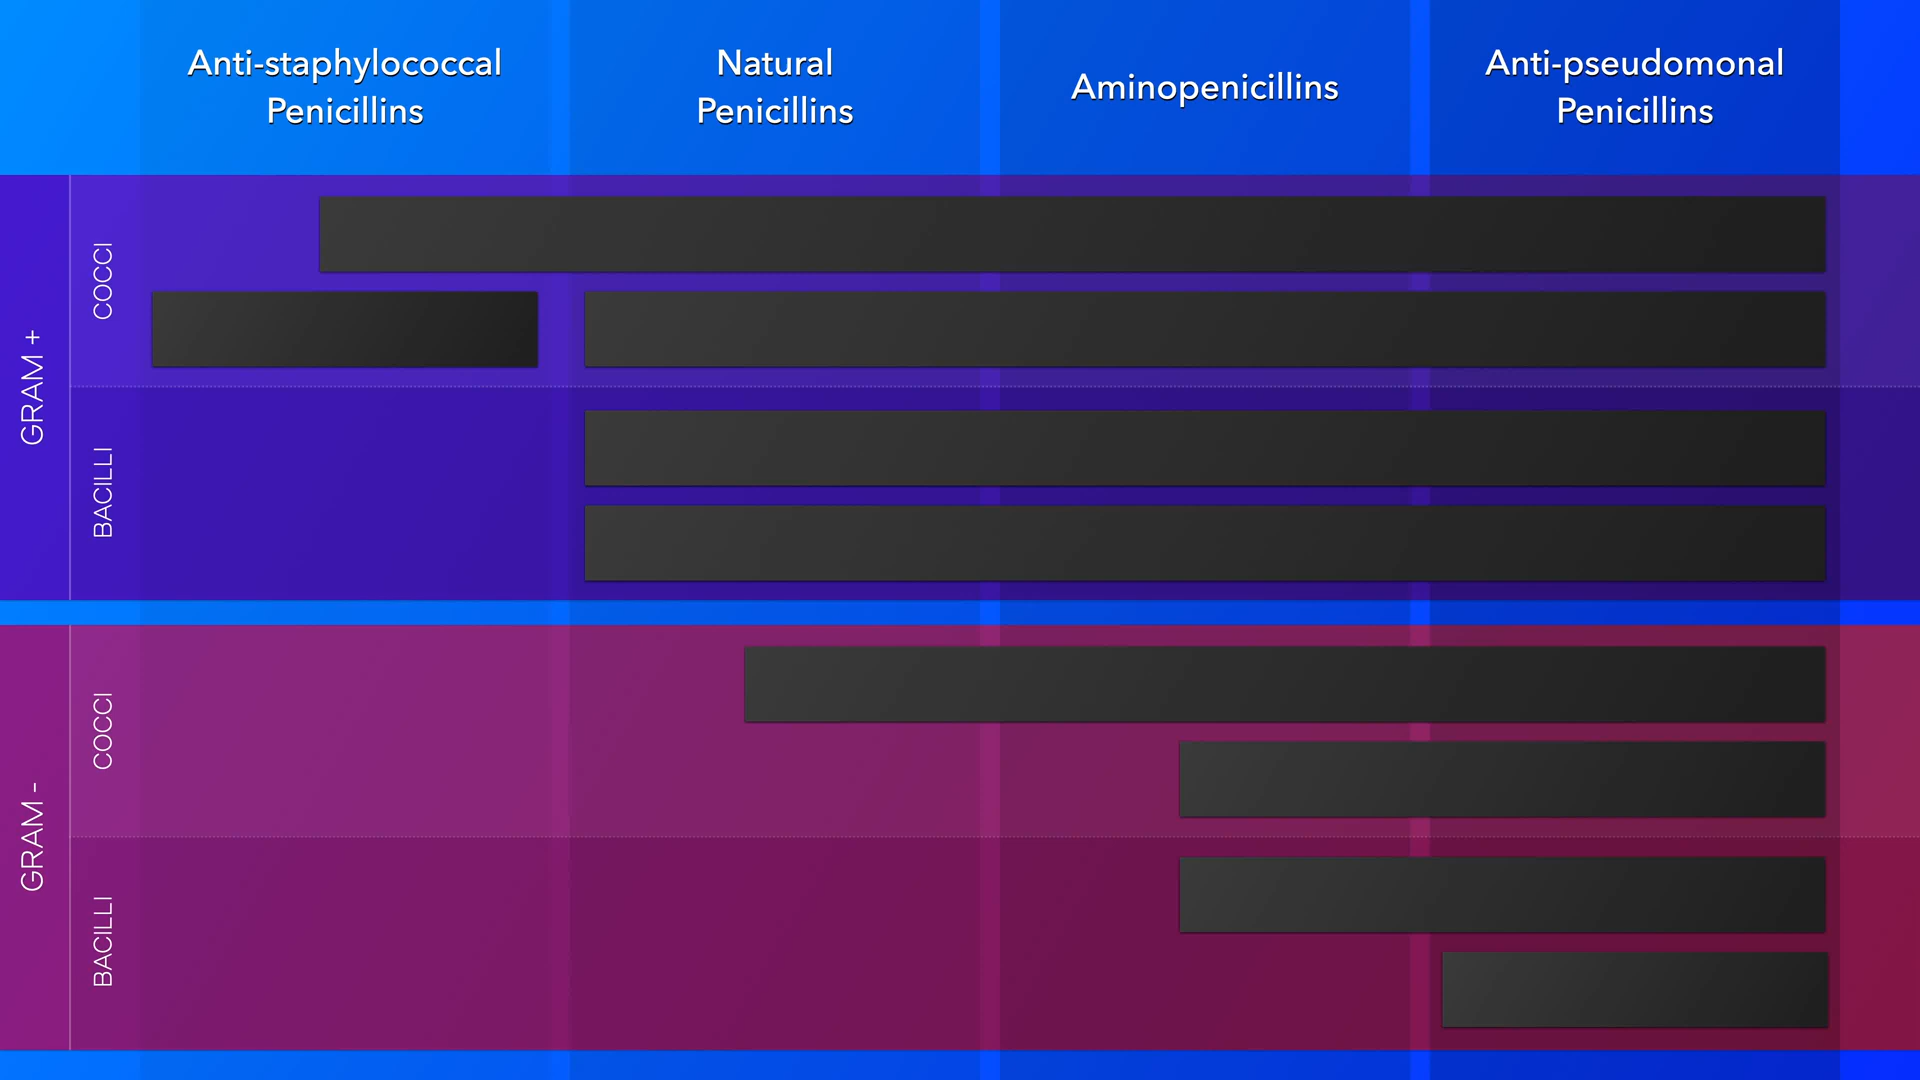 Anti-staphylococcal
Penicillins
Natural
Penicillins
Aminopenicillins
Anti-pseudomonal
Penicillins
GRAM +
COCCI
BACILLI
GRAM -
COCCI
BACILLI